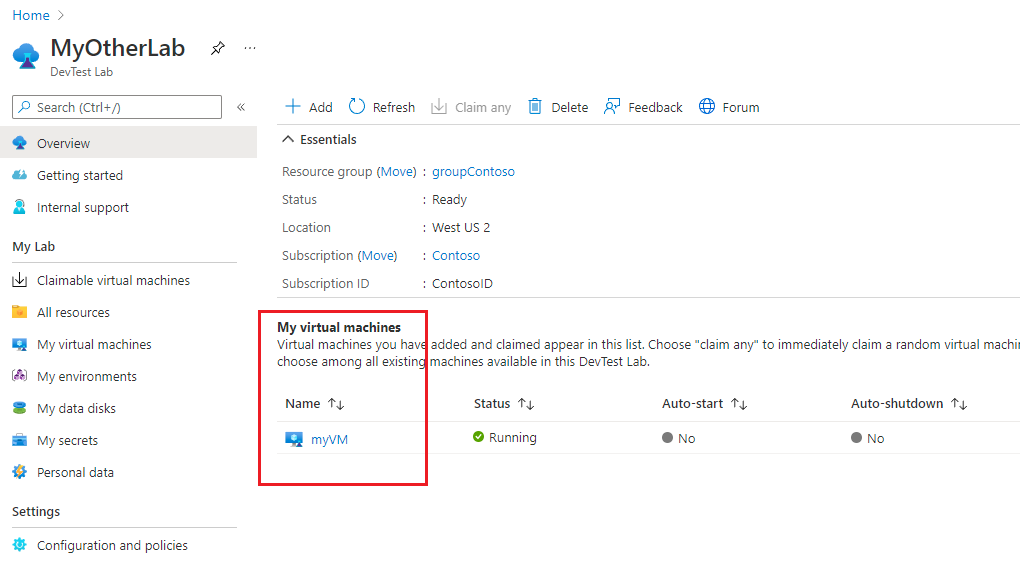 Home
MyOtherLab
DevTest Lab
Search (Ctrl+/)
Overview
Getting started
Internal support
My Lab
Claimable virtual machines
All resources
My virtual machines
My environments
My data disks
My secrets
Personal data
Settings
Configuration and policies
Add Refresh Claim any Delete Feedback Forum
Essentials
Resource group (Move) : groupContoso
Status : Ready
Location : West US 2
Subscription (Move) : Contoso
Subscription ID : ContosoID
My virtual machines
Virtual machines you have added and claimed appear in this list. Choose "claim any" to immediately claim a random virtual machin
choose among all existing machines available in this DevTest Lab.
Name Status Auto-start Auto-shutdown
myVM Running No No